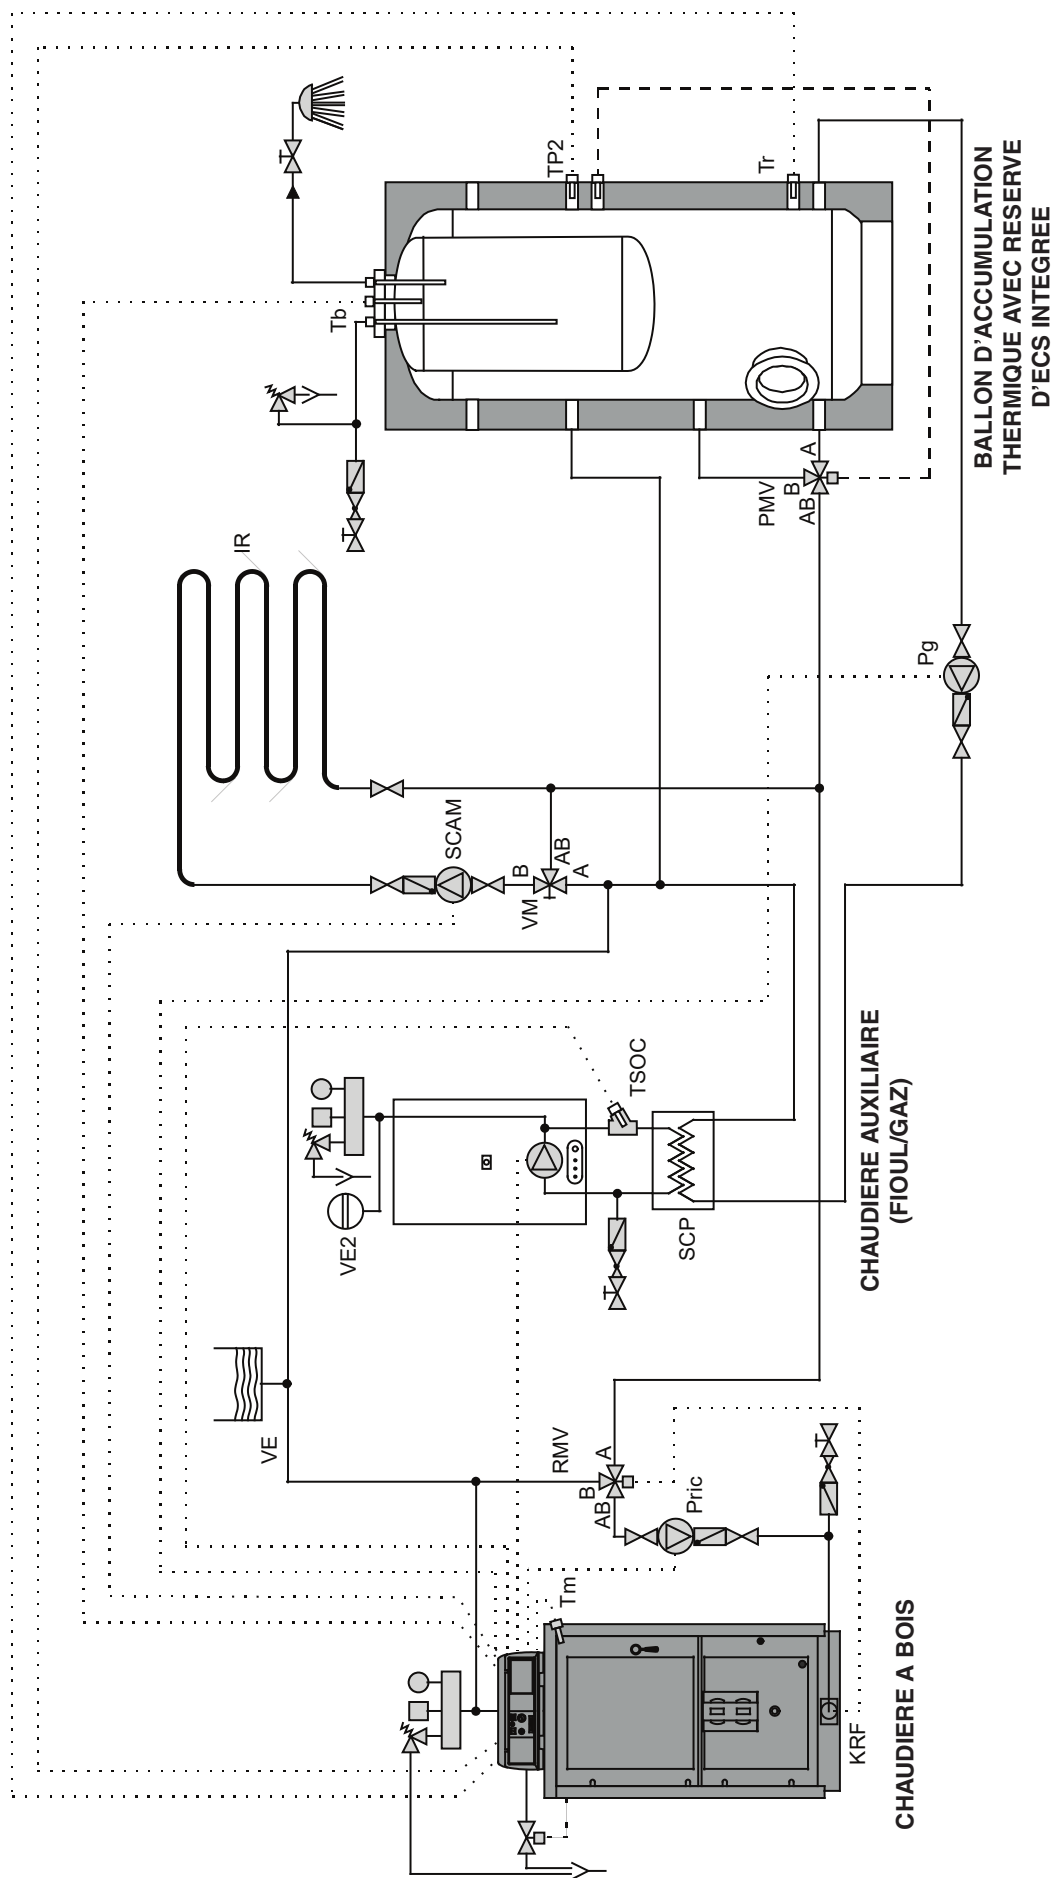 TP2
Tr
Tb
A
B
PMV
AB
BALLON D'ACCUMULATION
THERMIQUE AVEC RESERVE
D'ECS INTEGREE
IR
Pg
SCAM
B
AB
A
VM
TSOC
VE2
SCP
CHAUDIERE AUXILIAIRE
(FIOUL/GAZ)
VE
RMV
A
B
AB
Pric
Tm
KRF
CHAUDIERE A BOIS